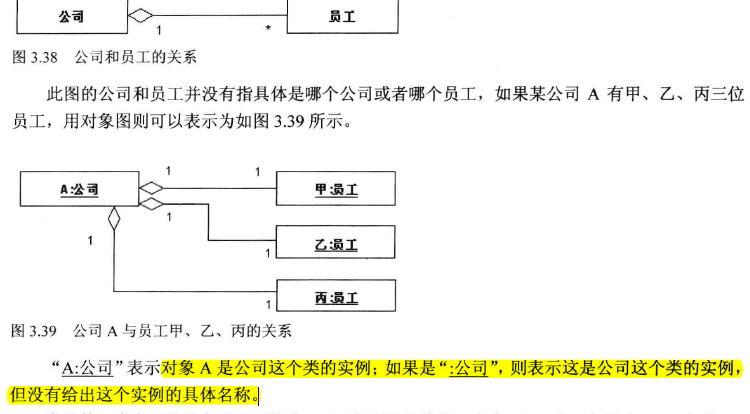 公司
员工
1
*
图 3.38 公司和员工的关系
此图的公司和员工并没有指具体是哪个公司或者哪个员工，如果某公司 A 有甲、乙、丙三位
员工，用对象图则可以表示为如图 3.39 所示。
1
1
A:公司
甲:员工
1
1
乙:员工
1
1
丙:员工
图 3.39 公司 A 与员工甲、乙、丙的关系
“A:公司”表示对象 A 是公司这个类的实例；如果是“:公司”，则表示这是公司这个类的实例，
但没有给出这个实例的具体名称。